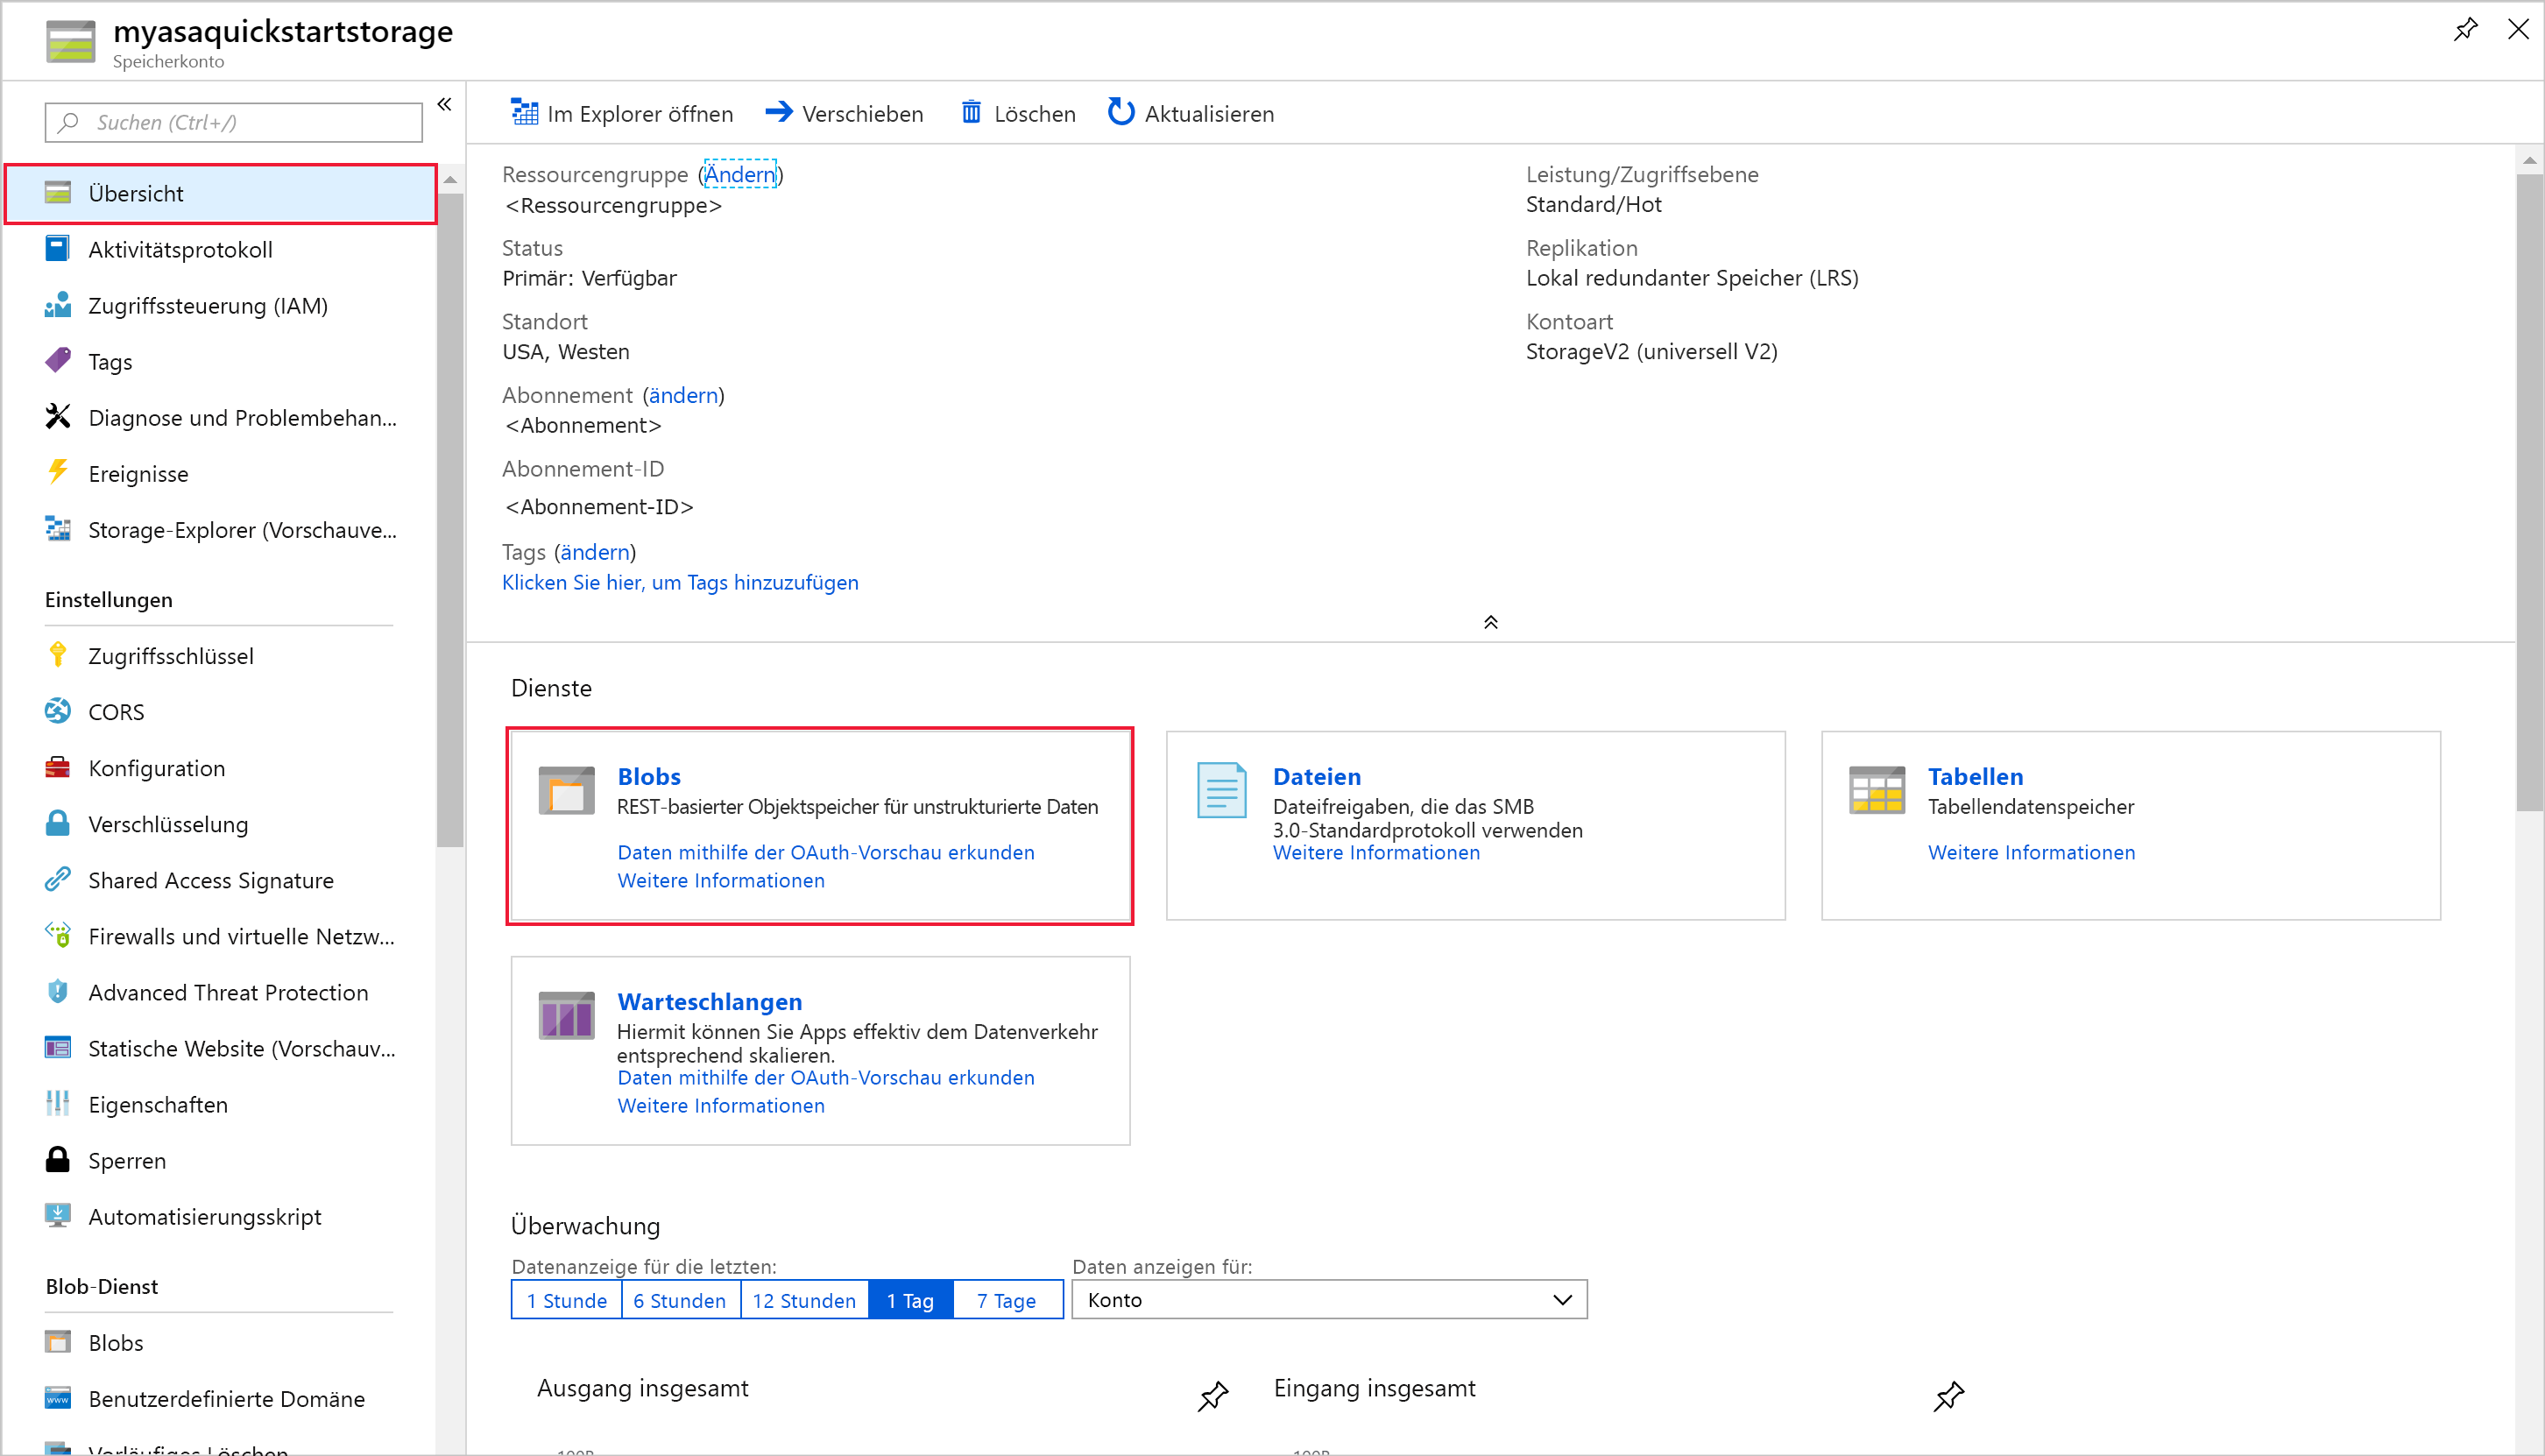 myasaquickstartstorage
Speicherkonto
Suchen (Ctrl+/)
Übersicht
Aktivitätsprotokoll
Zugriffssteuerung (IAM)
Tags
Diagnose und Problembehan...
Ereignisse
Storage-Explorer (Vorschauve...
Einstellungen
Zugriffsschlüssel
CORS
Konfiguration
Verschlüsselung
Shared Access Signature
Firewalls und virtuelle Netzw...
Advanced Threat Protection
Statische Website (Vorschauv...
Eigenschaften
Sperren
Automatisierungsskript
Blob-Dienst
Blobs
Benutzerdefinierte Domäne
Vorläufiges Löschen
Im Explorer öffnen Verschieben Löschen Aktualisieren
Ressourcengruppe (Ändern)
<Ressourcengruppe>
Status
Primär: Verfügbar
Standort
USA, Westen
Abonnement (ändern)
<Abonnement>
Abonnement-ID
<Abonnement-ID>
Tags (ändern)
Klicken Sie hier, um Tags hinzuzufügen
Leistung/Zugriffsebene
Standard/Hot
Replikation
Lokal redundanter Speicher (LRS)
Kontoart
StorageV2 (universell V2)
Dienste
Blobs
REST-basierter Objektspeicher für unstrukturierte Daten
Daten mithilfe der OAuth-Vorschau erkunden
Weitere Informationen
Dateien
Dateifreigaben, die das SMB
3.0-Standardprotokoll verwenden
Weitere Informationen
Tabellen
Tabellendatenspeicher
Weitere Informationen
Warteschlangen
Hiermit können Sie Apps effektiv dem Datenverkehr
entsprechend skalieren.
Daten mithilfe der OAuth-Vorschau erkunden
Weitere Informationen
Überwachung
Datenanzeige für die letzten: Daten anzeigen für:
1 Stunde 6 Stunden 12 Stunden 1 Tag 7 Tage Konto
Ausgang insgesamt Eingang insgesamt
100B 100B